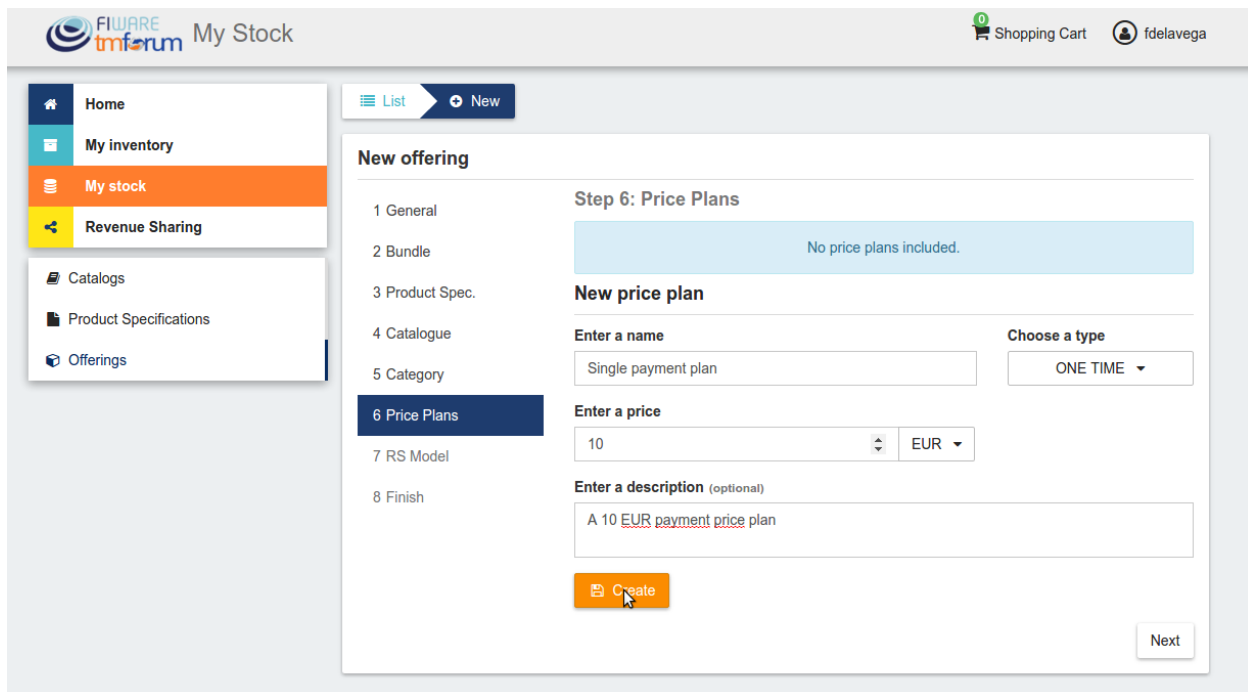 FIWARE
tmforum
My Stock
0
Shopping Cart
fdelavega
Home
My inventory
My stock
Revenue Sharing
Catalogs
Product Specifications
Offerings
List
New
New offering
1 General
2 Bundle
3 Product Spec.
4 Catalogue
5 Category
6 Price Plans
7 RS Model
8 Finish
Step 6: Price Plans
No price plans included.
New price plan
Enter a name
Choose a type
Single payment plan
ONE TIME
Enter a price
10
EUR
Enter a description (optional)
A 10 EUR payment price plan
Create
Next